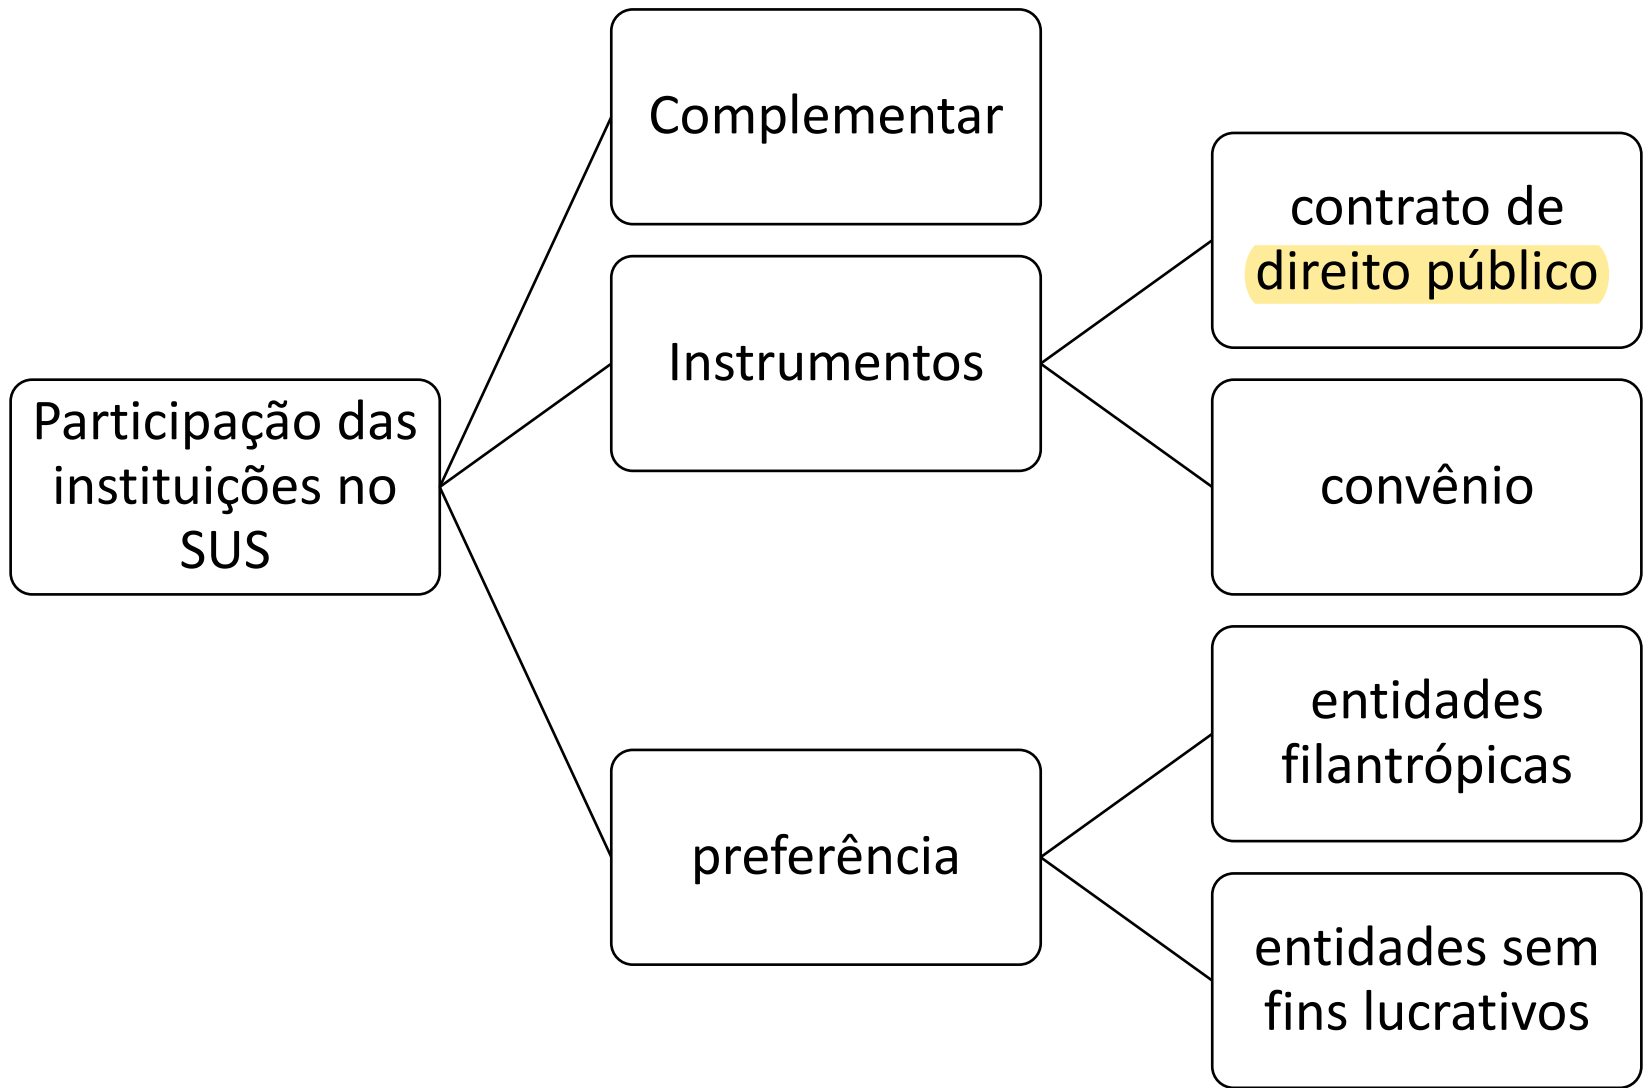 Participação das
instituições no
SUS
Complementar
Instrumentos
contrato de
direito público
convênio
preferência
entidades
filantrópicas
entidades sem
fins lucrativos